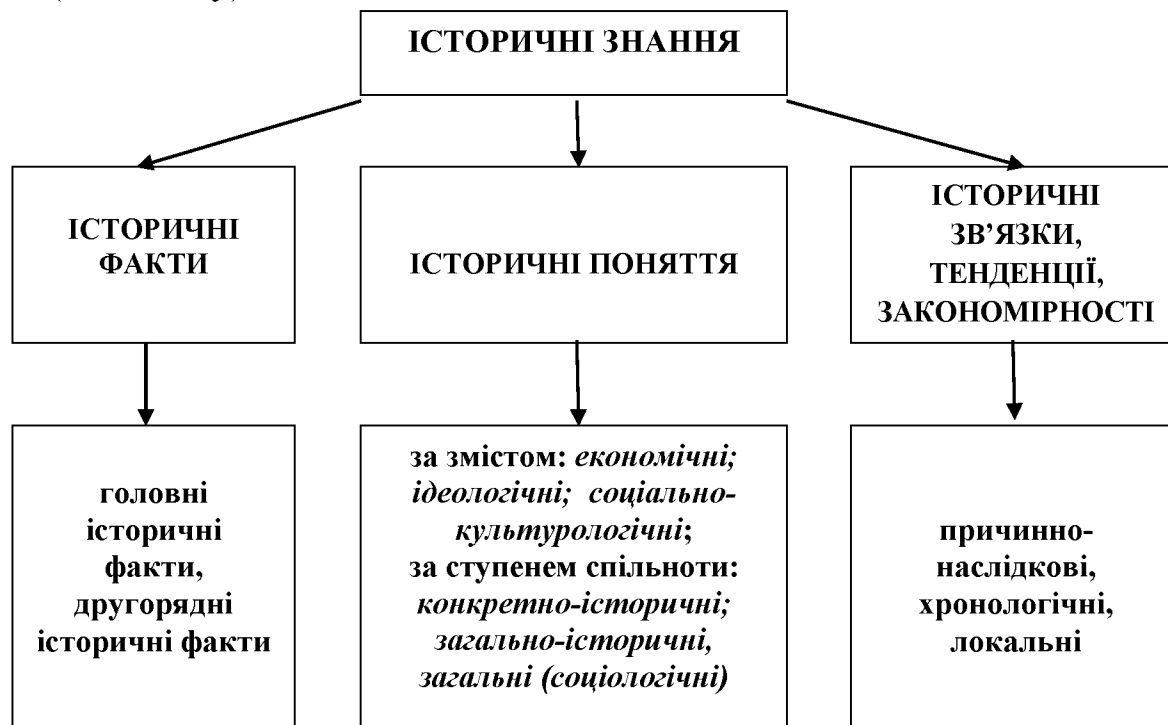 ІСТОРИЧНІ ЗНАННЯ
ІСТОРИЧНІ
ФАКТИ
ІСТОРИЧНІ ПОНЯТТЯ
ІСТОРИЧНІ
ЗВ’ЯЗКИ,
ТЕНДЕНЦІЇ,
ЗАКОНОМІРНОСТІ
головні
історичні
факти,
другорядні
історичні факти
за змістом: економічні;
ідеологічні; соціально-
культурологічні;
за ступенем спільноти:
конкретно-історичні;
загально-історичні,
загальні (соціологічні)
причинно-
наслідкові,
хронологічні,
локальні